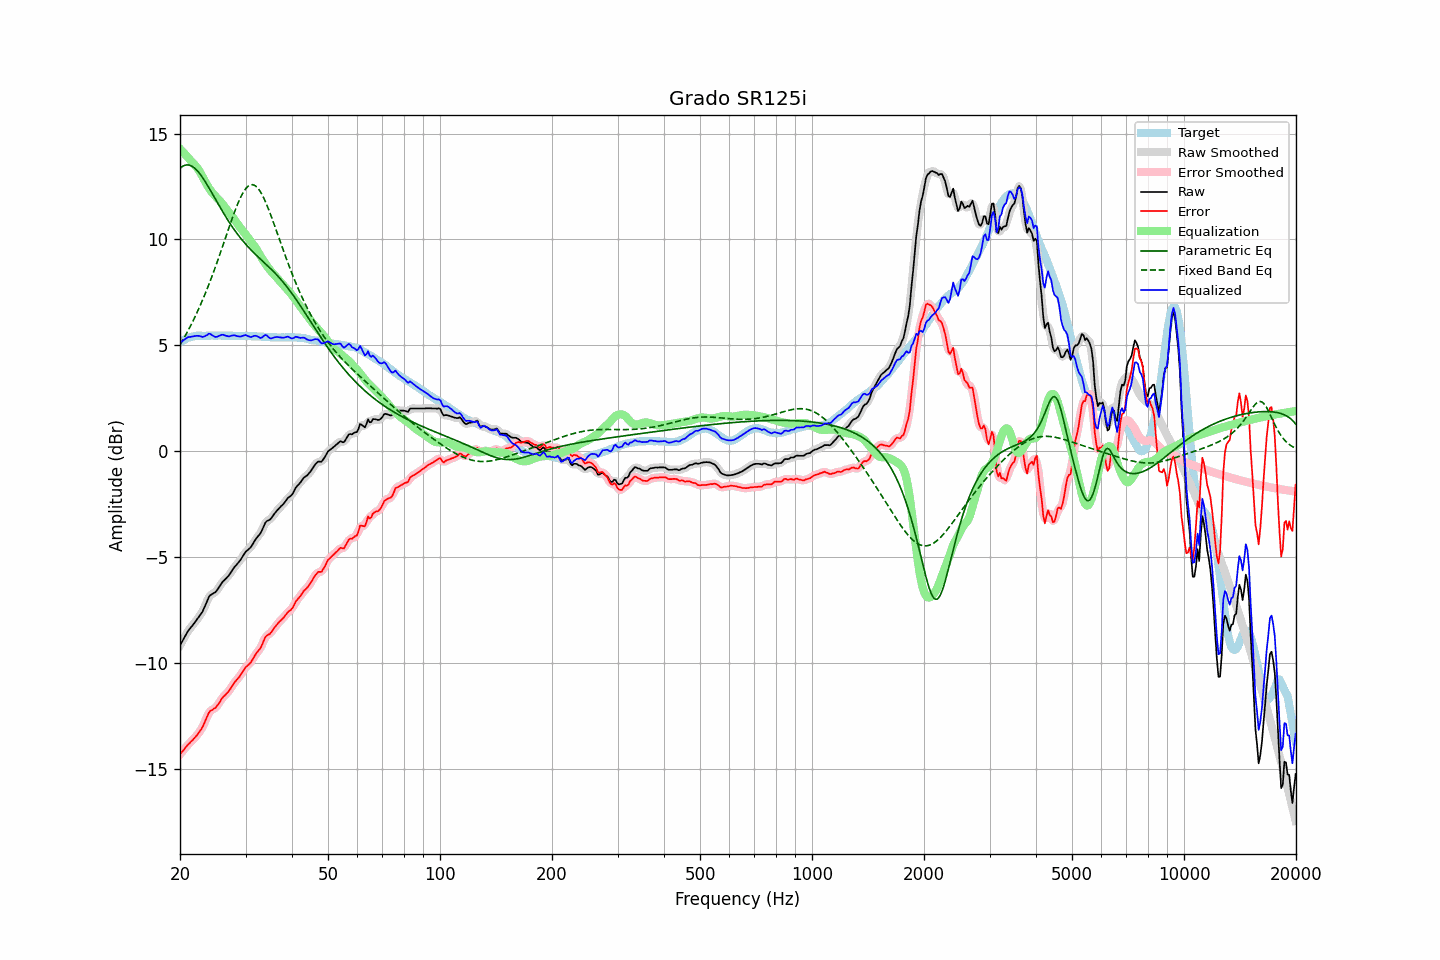 Grado SR125i
Target
Raw Smoothed
Error Smoothed
Raw
Error
Equalization
Parametric Eq
Fixed Band Eq
Equalized
Amplitude (dBr)
15
10
5
0
−5
−10
−15
20 50 100 200 500 1000 2000 5000 10000 20000
Frequency (Hz)